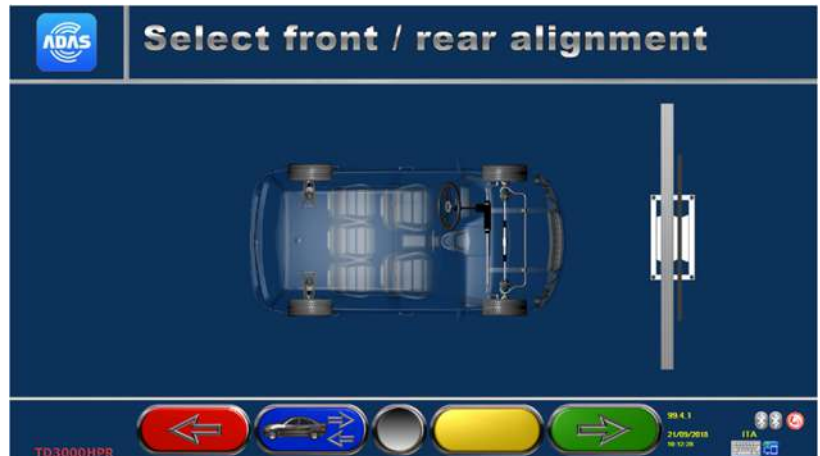 ADAS
Select front / rear alignment
99.4.1
ITA
21/09/2018
TD3000HPR